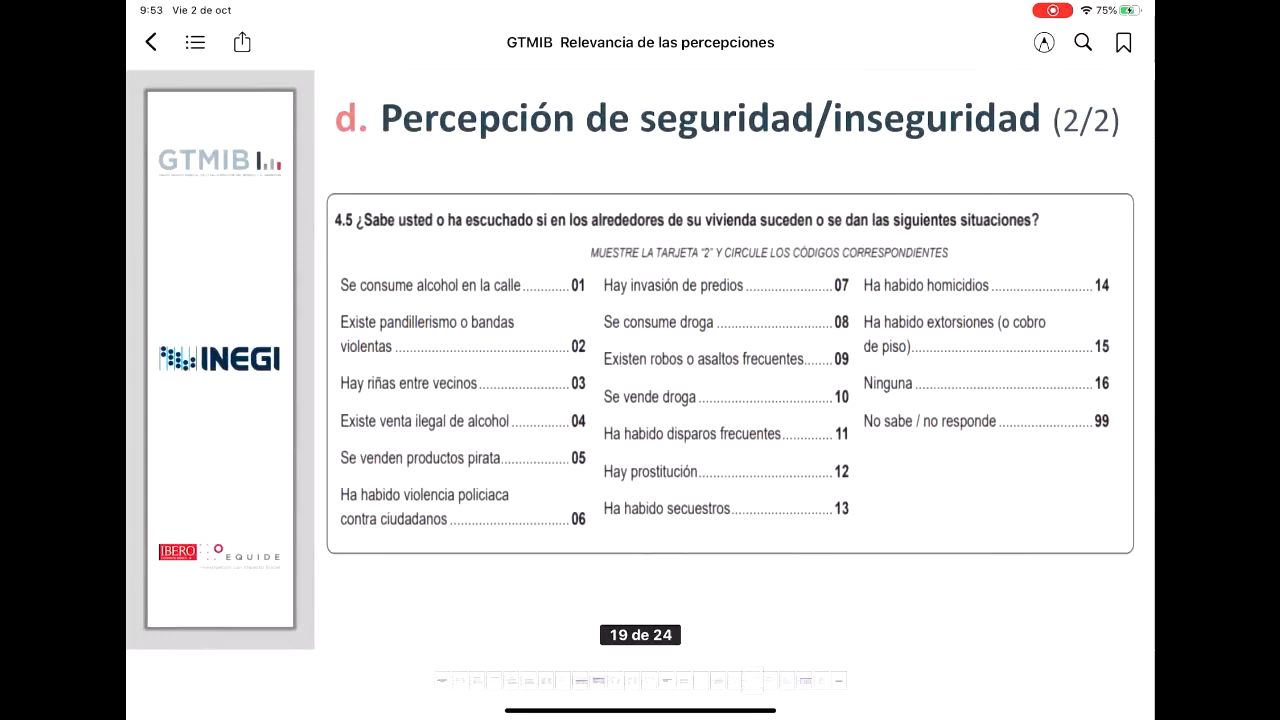 9:53 Vie 2 de oct
75%
GTMIB Relevancia de las percepciones
GTMIB
INEGI
IBERO
EQUIDE
d. Percepción de seguridad/inseguridad (2/2)
4.5 ¿Sabe usted o ha escuchado si en los alrededores de su vivienda suceden o se dan las siguientes situaciones?
MUESTRE LA TARJETA "2" Y CIRCULE LOS CÓDIGOS CORRESPONDIENTES
Se consume alcohol en la calle ............ 01
Existe pandillerismo o bandas
violentas ............................................. 02
Hay riñas entre vecinos ....................... 03
Existe venta ilegal de alcohol ............... 04
Se venden productos pirata.................. 05
Ha habido violencia policiaca
contra ciudadanos ............................... 06
Hay invasión de predios ....................... 07
Se consume droga .............................. 08
Existen robos o asaltos frecuentes........ 09
Se vende droga ................................... 10
Ha habido disparos frecuentes............. 11
Hay prostitución................................... 12
Ha habido secuestros........................... 13
Ha habido homicidios ........................... 14
Ha habido extorsiones (o cobro
de piso)................................................ 15
Ninguna .............................................. 16
No sabe / no responde ......................... 99
19 de 24